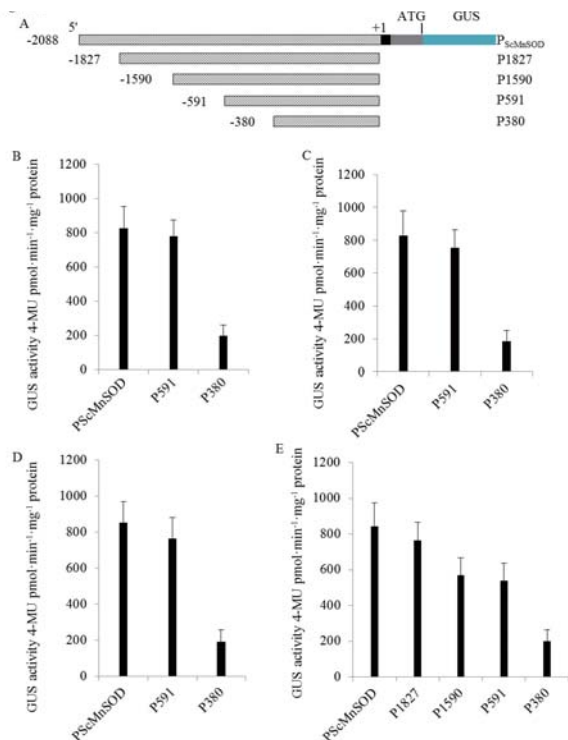 A
5'
+1
ATG
GUS
-2088
PScMnSOD
-1827
P1827
-1590
P1590
-591
P591
-380
P380
B
GUS activity 4-MU pmol·min-1·mg-1 protein
1200
1000
800
600
400
200
0
PScMnSOD
P591
P380
C
GUS activity 4-MU pmol·min-1·mg-1 protein
1200
1000
800
600
400
200
0
PScMnSOD
P591
P380
D
GUS activity 4-MU pmol·min-1·mg-1 protein
1200
1000
800
600
400
200
0
PScMnSOD
P591
P380
E
GUS activity 4-MU pmol·min-1·mg-1 protein
1200
1000
800
600
400
200
0
PScMnSOD
P1827
P1590
P591
P380